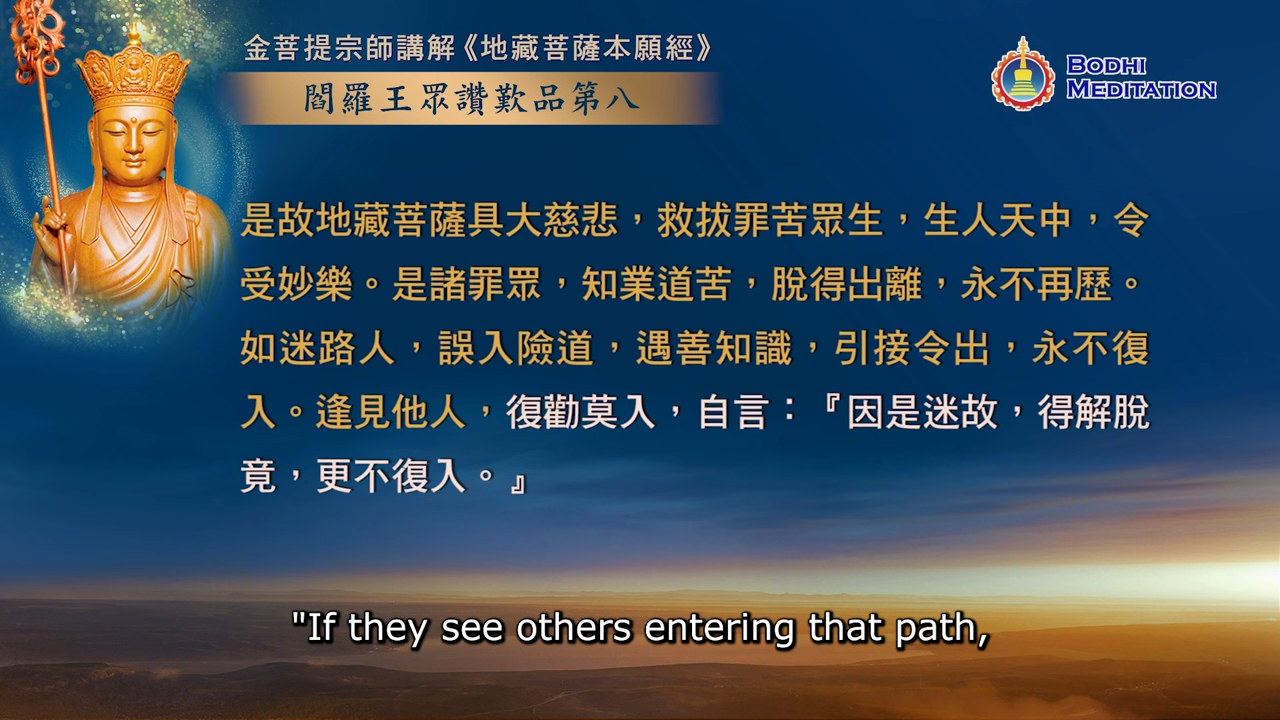 金菩提宗師講解《地藏菩薩本願經》
閻羅王眾讚歎品第八
BODHI
MEDITATION
是故地藏菩薩具大慈悲，救拔罪苦眾生，生人天中，令
受妙樂。是諸罪眾，知業道苦，脫得出離，永不再歷。
如迷路人，誤入險道，遇善知識，引接令出，永不復
入。逢見他人，復勸莫入，自言：『因是迷故，得解脫
竟，更不復入。』
"If they see others entering that path,